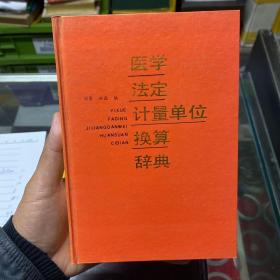 医学
法定
计量单位
换算
辞典
YIXUE
FADING
JILIANGDANWEI
HUANSUAN
CIDIAN